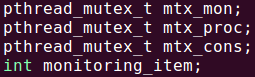 pthread_mutex_t mtx_mon;
pthread_mutex_t mtx_proc;
pthread_mutex_t mtx_cons;
int monitoring_item;